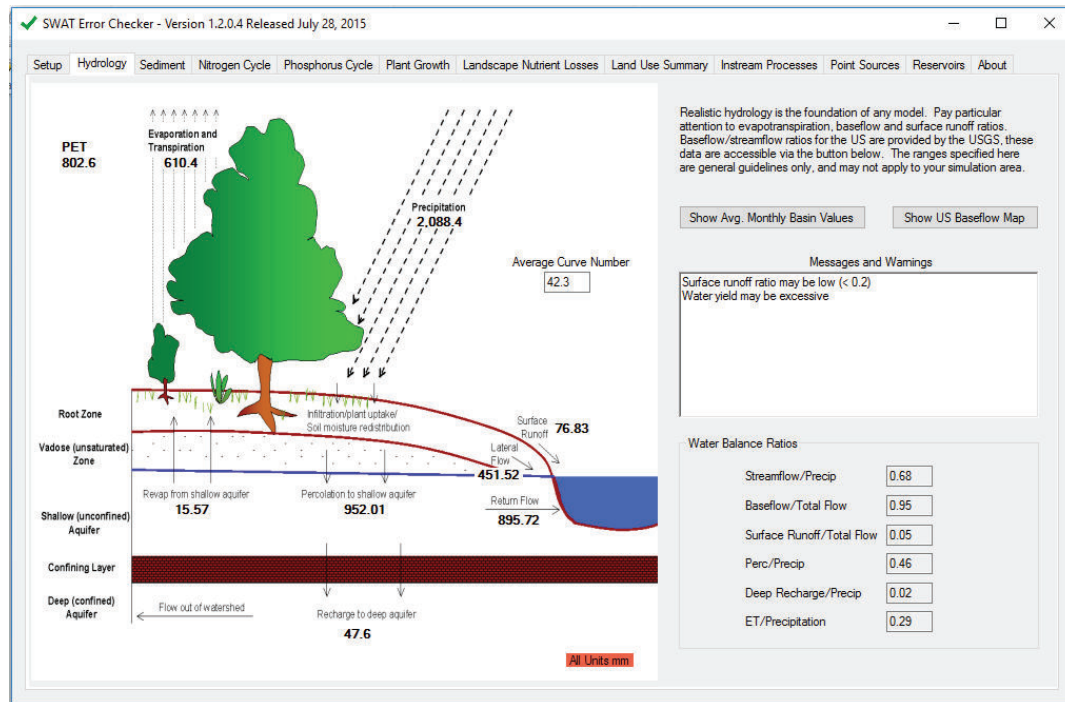 SWAT Error Checker - Version 1.2.0.4 Released July 28, 2015
Setup Hydrology Sediment Nitrogen Cycle Phosphorus Cycle Plant Growth Landscape Nutrient Losses Land Use Summary Instream Processes Point Sources Reservoirs About
PET
802.6
Evaporation and
Transpiration
610.4
Precipitation
2,088.4
Average Curve Number
42.3
Root Zone
Vadose (unsaturated)
Zone
Shallow (unconfined)
Aquifer
Confining Layer
Deep (confined)
Aquifer
Infiltration/plant uptake/
Soil moisture redistribution
Surface
Runoff
76.83
Lateral
Flow
451.52
Revap from shallow aquifer
15.57
Percolation to shallow aquifer
952.01
Return Flow
895.72
Flow out of watershed
Recharge to deep aquifer
47.6
All Units mm
Realistic hydrology is the foundation of any model. Pay particular
attention to evapotranspiration, baseflow and surface runoff ratios.
Baseflow/streamflow ratios for the US are provided by the USGS, these
data are accessible via the button below. The ranges specified here
are general guidelines only, and may not apply to your simulation area.
Show Avg. Monthly Basin Values
Show US Baseflow Map
Messages and Warnings
Surface runoff ratio may be low (< 0.2)
Water yield may be excessive
Water Balance Ratios
Streamflow/Precip 0.68
Baseflow/Total Flow 0.95
Surface Runoff/Total Flow 0.05
Perc/Precip 0.46
Deep Recharge/Precip 0.02
ET/Precipitation 0.29